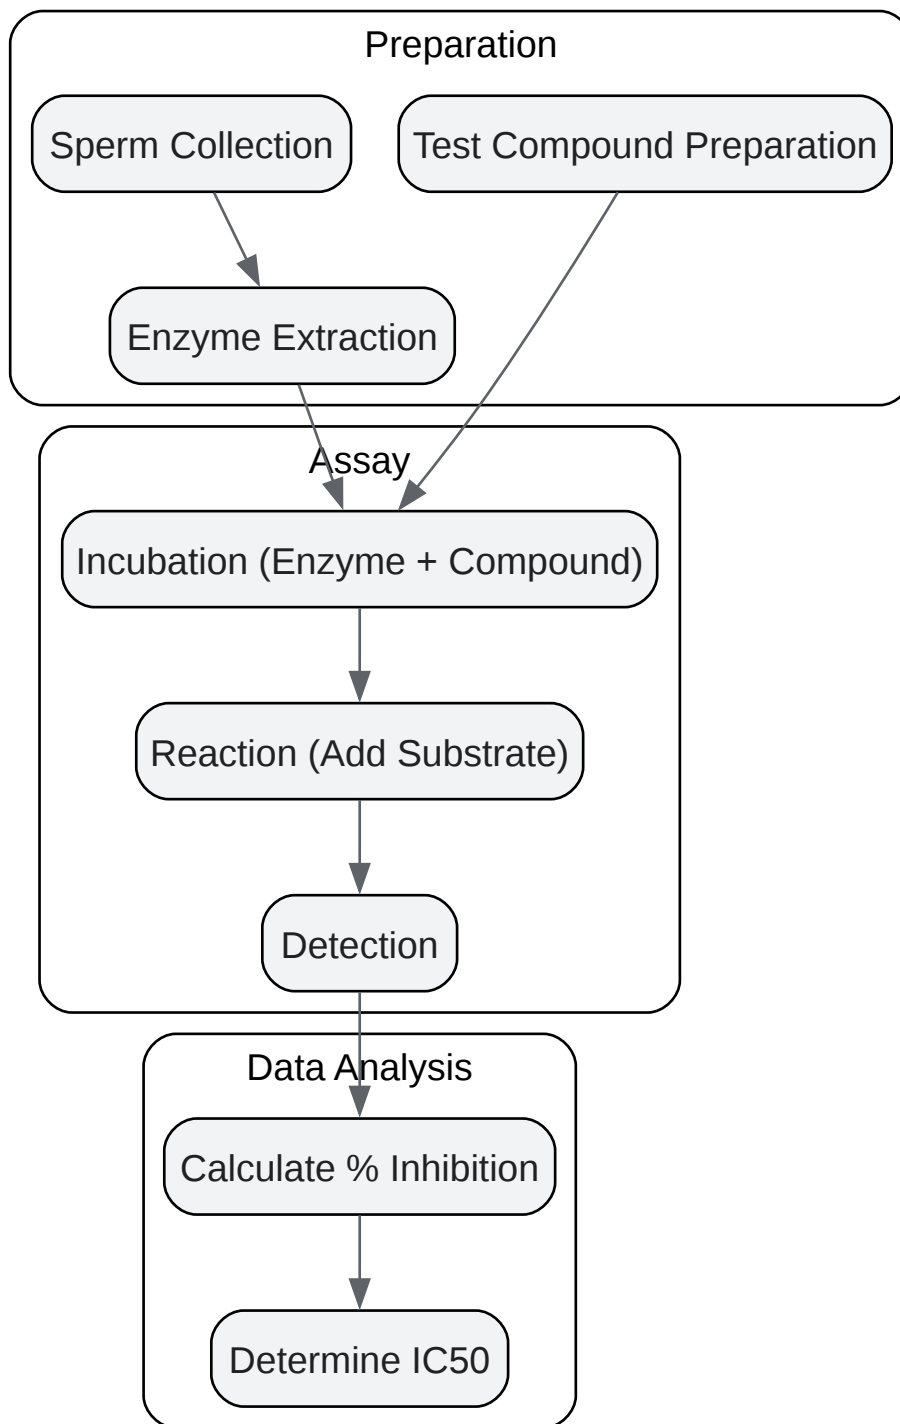 Preparation
Sperm Collection
Test Compound Preparation
Enzyme Extraction
Assay
Incubation (Enzyme + Compound)
Reaction (Add Substrate)
Detection
Data Analysis
Calculate % Inhibition
Determine IC50